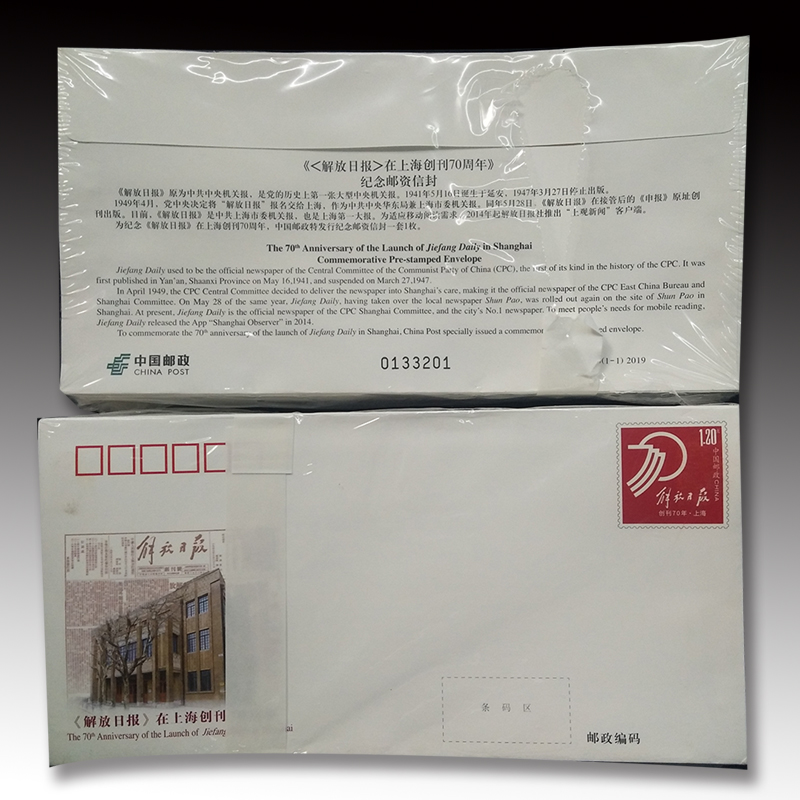 《<解放日报>在上海创刊70周年》
纪念邮资信封
《解放日报》原为中共中央机关报，是党的历史上第一张大型中央机关报。1941年5月16日诞生于延安，1947年3月27日停止出版。
1949年4月，党中央决定将“解放日报”报名交给上海，作为中共中央华东局兼上海市委机关报。同年5月28日，《解放日报》在接管后的《申报》原址创
刊出版。目前，《解放日报》是中共上海市委机关报，也是上海第一大报。为适应移动阅读需求，2014年起解放日报社推出“上观新闻”客户端。
为纪念《解放日报》在上海创刊70周年，中国邮政特发行纪念邮资信封一套1枚。
The 70th Anniversary of the Launch of Jiefang Daily in Shanghai
Commemorative Pre-stamped Envelope
Jiefang Daily used to be the official newspaper of the Central Committee of the Communist Party of China (CPC), the first of its kind in the history of the CPC. It was
first published in Yan'an, Shaanxi Province on May 16,1941, and suspended on March 27,1947.
In April 1949, the CPC Central Committee decided to deliver the newspaper into Shanghai's care, making it the official newspaper of the CPC East China Bureau and
Shanghai Committee. On May 28 of the same year, Jiefang Daily, having taken over the local newspaper Shun Pao, was rolled out again on the site of Shun Pao in
Shanghai. At present, Jiefang Daily is the official newspaper of the CPC Shanghai Committee, and the city's No.1 newspaper. To meet people's needs for mobile reading,
Jiefang Daily released the App “Shanghai Observer” in 2014.
To commemorate the 70th anniversary of the launch of Jiefang Daily in Shanghai, China Post specially issued a commemo ed envelope.
中国邮政
CHINA POST
0133201
(1-1) 2019
1.20元
中国邮政
CHINA
70
解放日报
创刊70年·上海
解放日报
《解放日报》在上海创刊
The 70th Anniversary of the Launch of Jiefang
ai
条码区
邮政编码